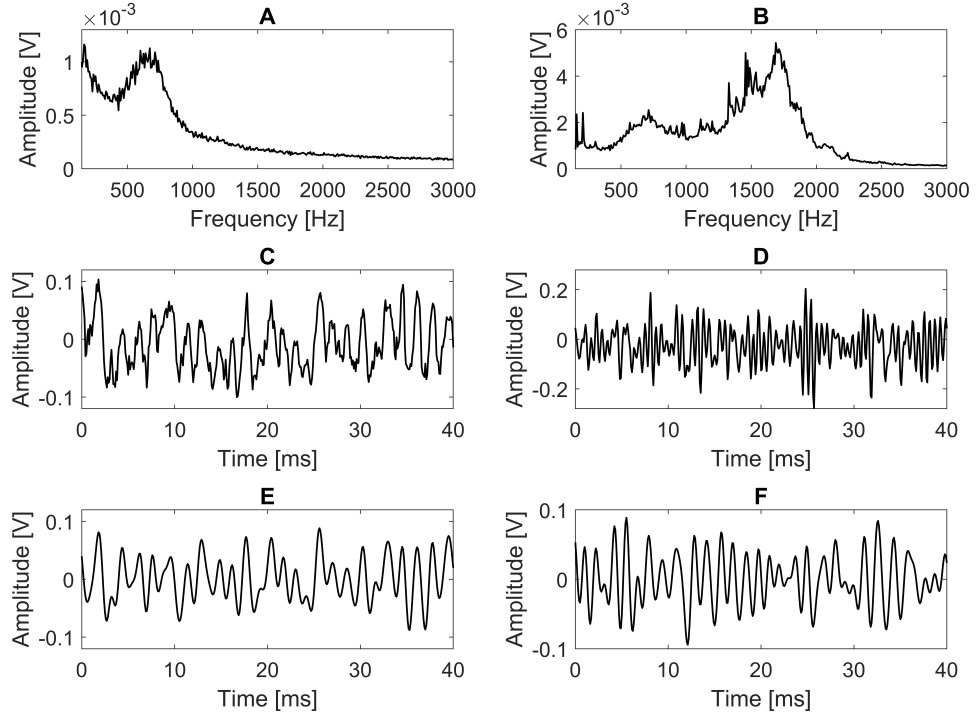 A
×10⁻³
Amplitude [V]
1
0.5
0
500 1000 1500 2000 2500 3000
Frequency [Hz]
B
×10⁻³
Amplitude [V]
6
4
2
0
500 1000 1500 2000 2500 3000
Frequency [Hz]
C
Amplitude [V]
0.1
0
-0.1
0 10 20 30 40
Time [ms]
D
Amplitude [V]
0.2
0
-0.2
0 10 20 30 40
Time [ms]
E
Amplitude [V]
0.1
0
-0.1
0 10 20 30 40
Time [ms]
F
Amplitude [V]
0.1
0
-0.1
0 10 20 30 40
Time [ms]